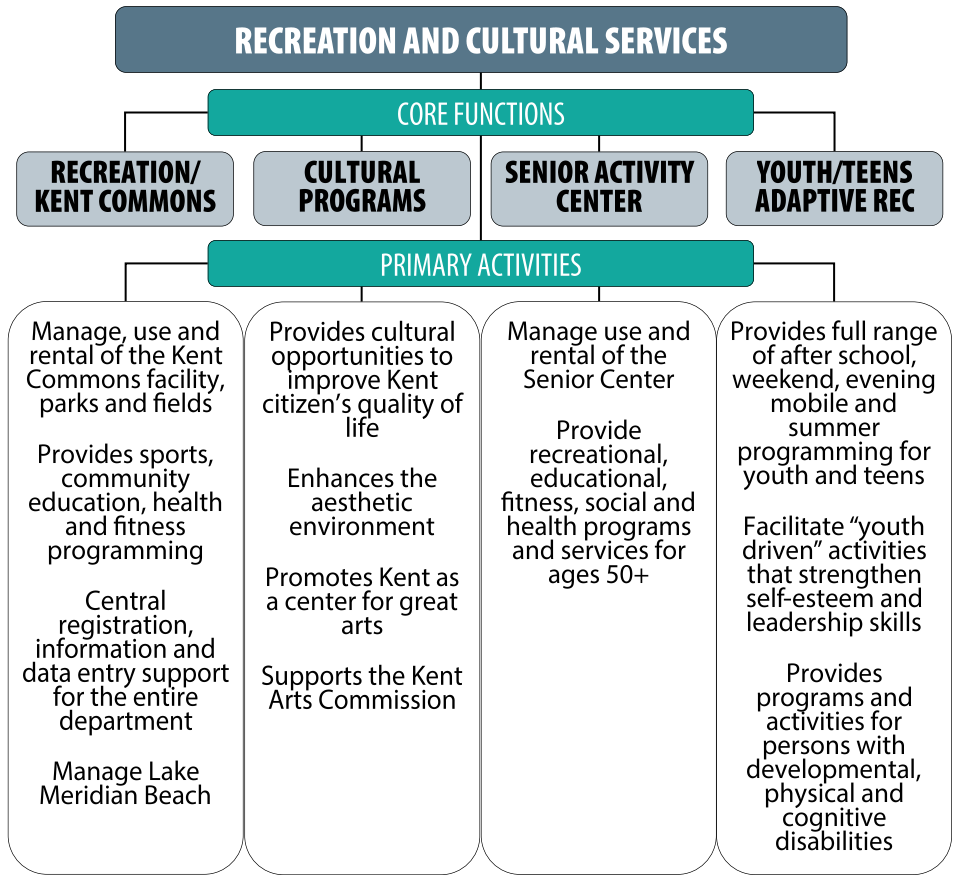 RECREATION AND CULTURAL SERVICES
CORE FUNCTIONS
RECREATION/
KENT COMMONS
CULTURAL
PROGRAMS
SENIOR ACTIVITY
CENTER
YOUTH/TEENS
ADAPTIVE REC
PRIMARY ACTIVITIES
Manage, use and
rental of the Kent
Commons facility,
parks and fields
Provides sports,
community
education, health
and fitness
programming
Central
registration,
information and
data entry support
for the entire
department
Manage Lake
Meridian Beach
Provides cultural
opportunities to
improve Kent
citizen’s quality of
life
Enhances the
aesthetic
environment
Promotes Kent as
a center for great
arts
Supports the Kent
Arts Commission
Manage use and
rental of the
Senior Center
Provide
recreational,
educational,
fitness, social and
health programs
and services for
ages 50+
Provides full range
of after school,
weekend, evening
mobile and
summer
programming for
youth and teens
Facilitate “youth
driven” activities
that strengthen
self-esteem and
leadership skills
Provides
programs and
activities for
persons with
developmental,
physical and
cognitive
disabilities